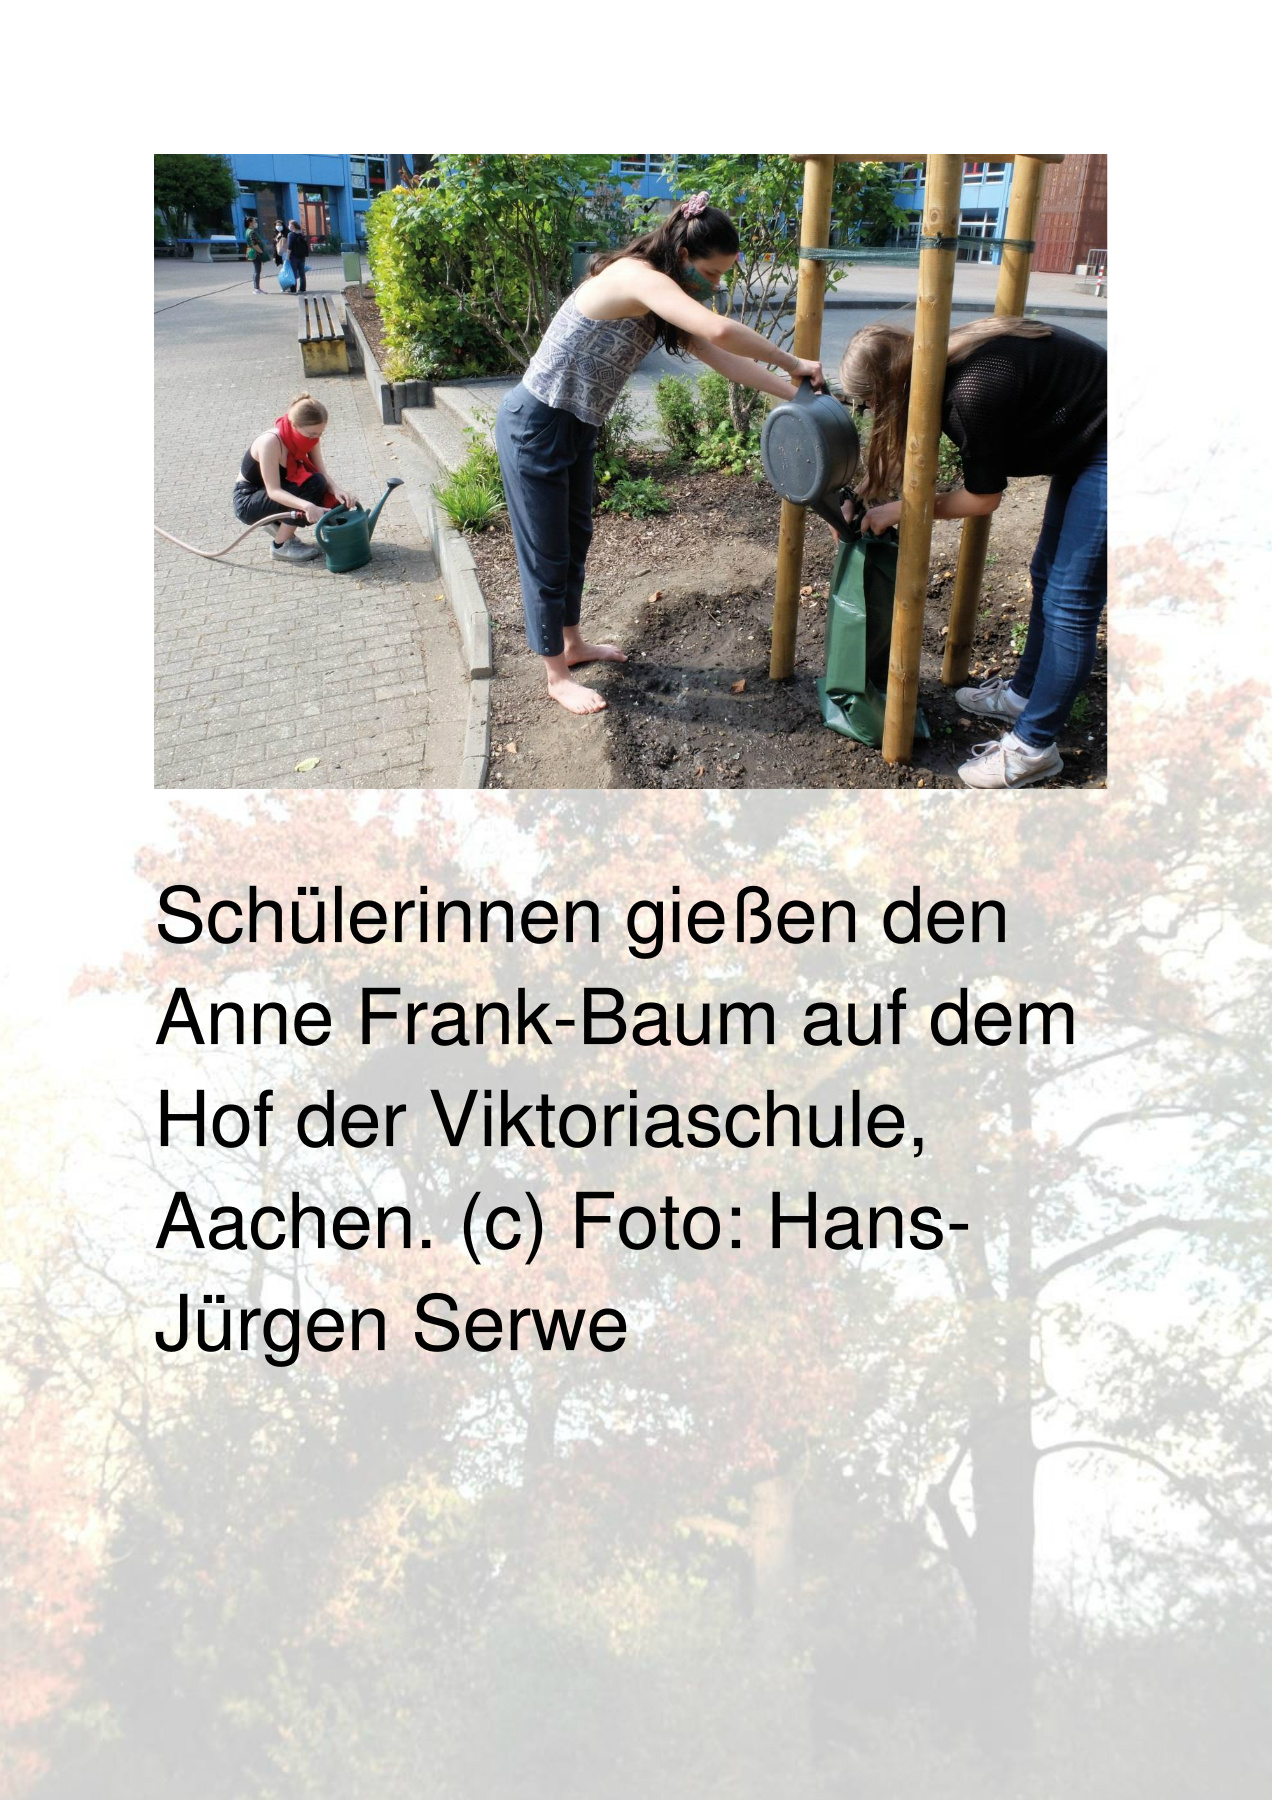 Schülerinnen gießen den
Anne Frank-Baum auf dem
Hof der Viktoriaschule,
Aachen. (c) Foto: Hans-
Jürgen Serwe